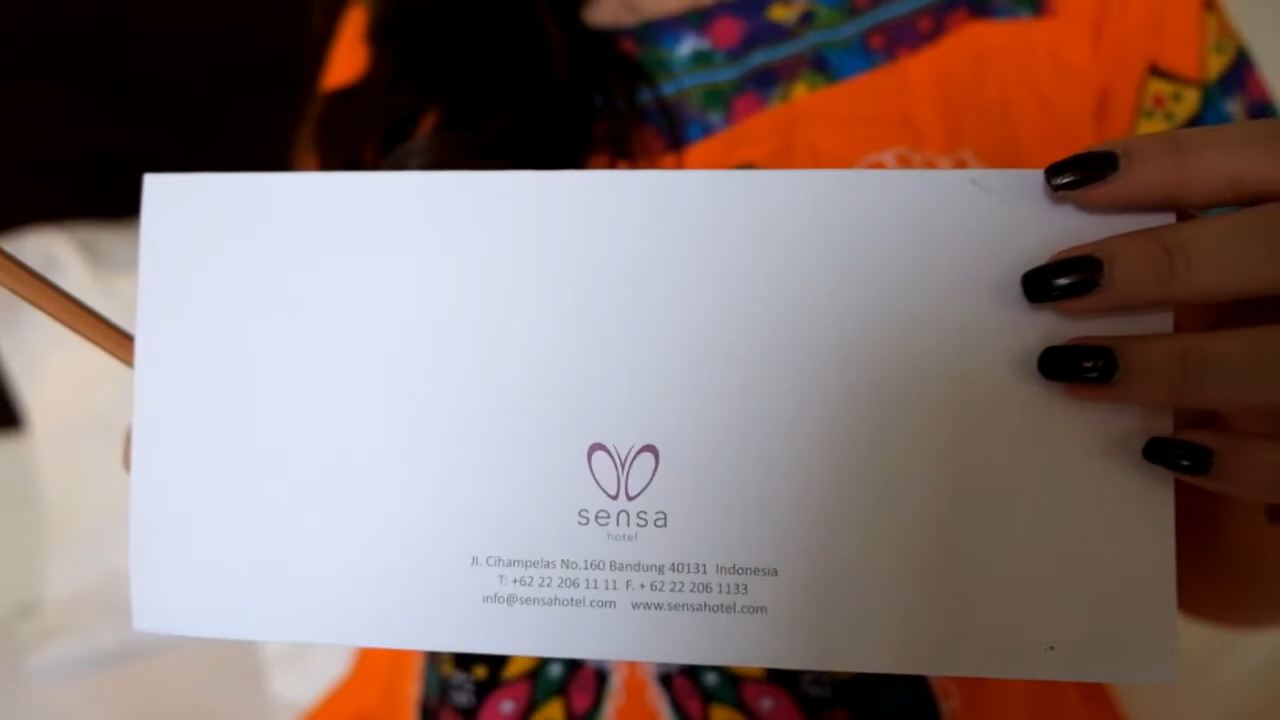 sensa
hotel
Jl. Cihampelas No.160 Bandung 40131 Indonesia
T: +62 22 206 11 11 F. + 62 22 206 1133
info@sensahotel.com www.sensahotel.com